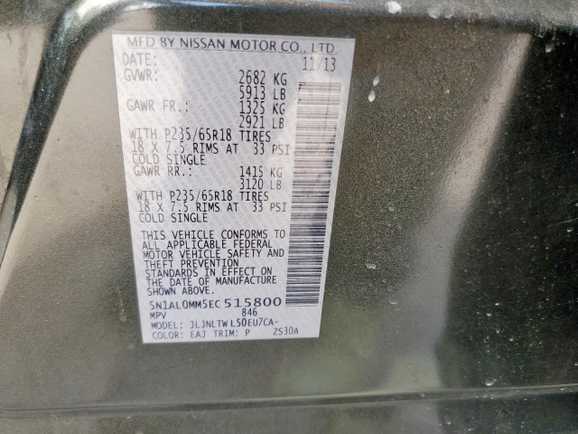 MFD BY NISSAN MOTOR CO., LTD.
DATE: 11/13
GVWR: 2682 KG
5913 LB
GAWR FR.: 1325 KG
2921 LB
WITH P235/65R18 TIRES
18 X 7.5 RIMS AT 33 PSI
COLD SINGLE
GAWR RR.: 1415 KG
3120 LB
WITH P235/65R18 TIRES
18 X 7.5 RIMS AT 33 PSI
COLD SINGLE
THIS VEHICLE CONFORMS TO
ALL APPLICABLE FEDERAL
MOTOR VEHICLE SAFETY AND
THEFT PREVENTION
STANDARDS IN EFFECT ON
THE DATE OF MANUFACTURE
5N1AL0MM5EC 515800
MPV 846
MODEL: JLJNLTW L50EU7CA-
COLOR: EAJ TRIM: P ZS30A